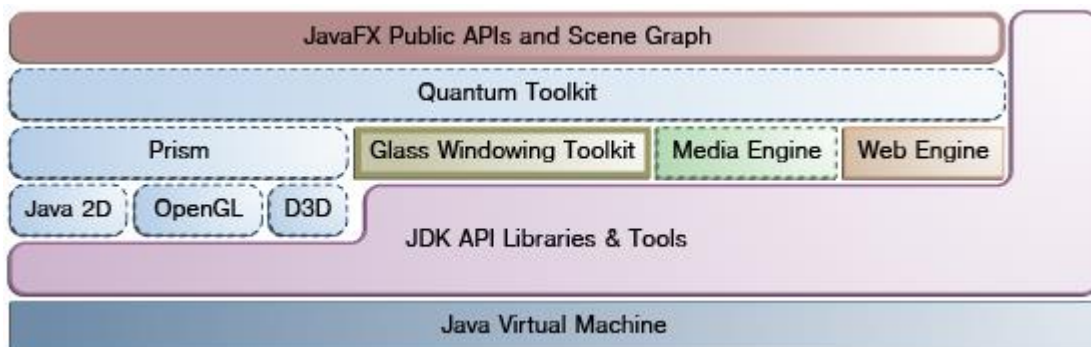 JavaFX Public APIs and Scene Graph
Quantum Toolkit
Prism
Glass Windowing Toolkit
Media Engine
Web Engine
Java 2D
OpenGL
D3D
JDK API Libraries & Tools
Java Virtual Machine